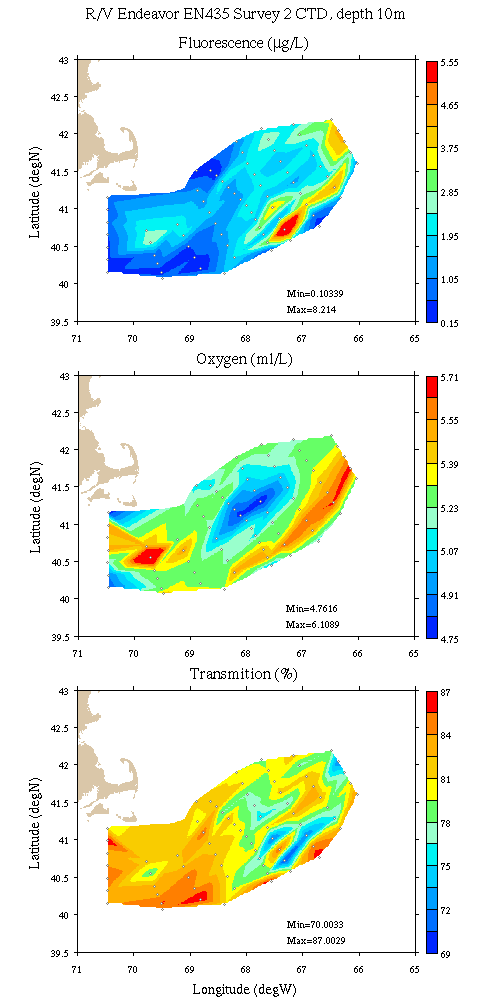 R/V Endeavor EN435 Survey 2 CTD, depth 10m
Fluorescence (µg/L)
43
42.5
42
41.5
41
40.5
40
39.5
Latitude (degN)
71 70 69 68 67 66 65
Min=0.10339
Max=8.214
5.55
4.65
3.75
2.85
1.95
1.05
0.15
Oxygen (ml/L)
43
42.5
42
41.5
41
40.5
40
39.5
Latitude (degN)
71 70 69 68 67 66 65
Min=4.7616
Max=6.1089
5.71
5.55
5.39
5.23
5.07
4.91
4.75
Transmition (%)
43
42.5
42
41.5
41
40.5
40
39.5
Latitude (degN)
71 70 69 68 67 66 65
Min=70.0033
Max=87.0029
87
84
81
78
75
72
69
Longitude (degW)